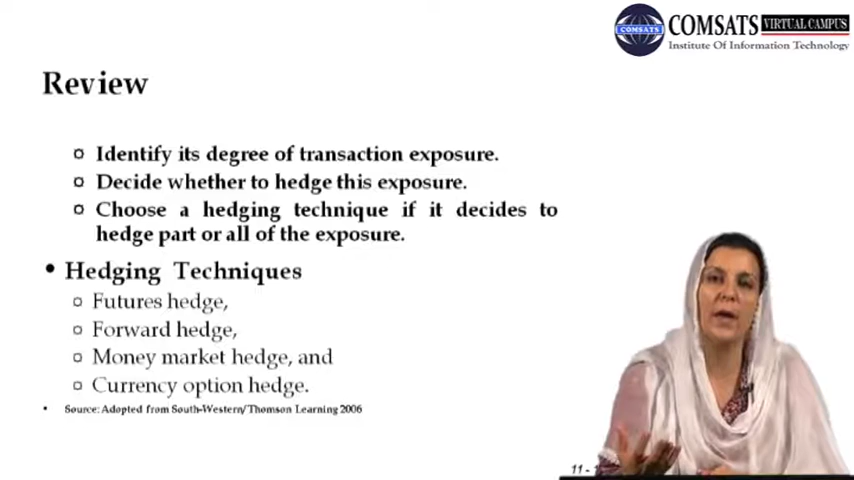 COMSATS VIRTUAL CAMPUS
COMSATS
Institute Of Information Technology
Review
Identify its degree of transaction exposure.
Decide whether to hedge this exposure.
Choose a hedging technique if it decides to
hedge part or all of the exposure.
• Hedging Techniques
Futures hedge,
Forward hedge,
Money market hedge, and
Currency option hedge.
• Source: Adopted from South-Western/Thomson Learning 2006
11 -